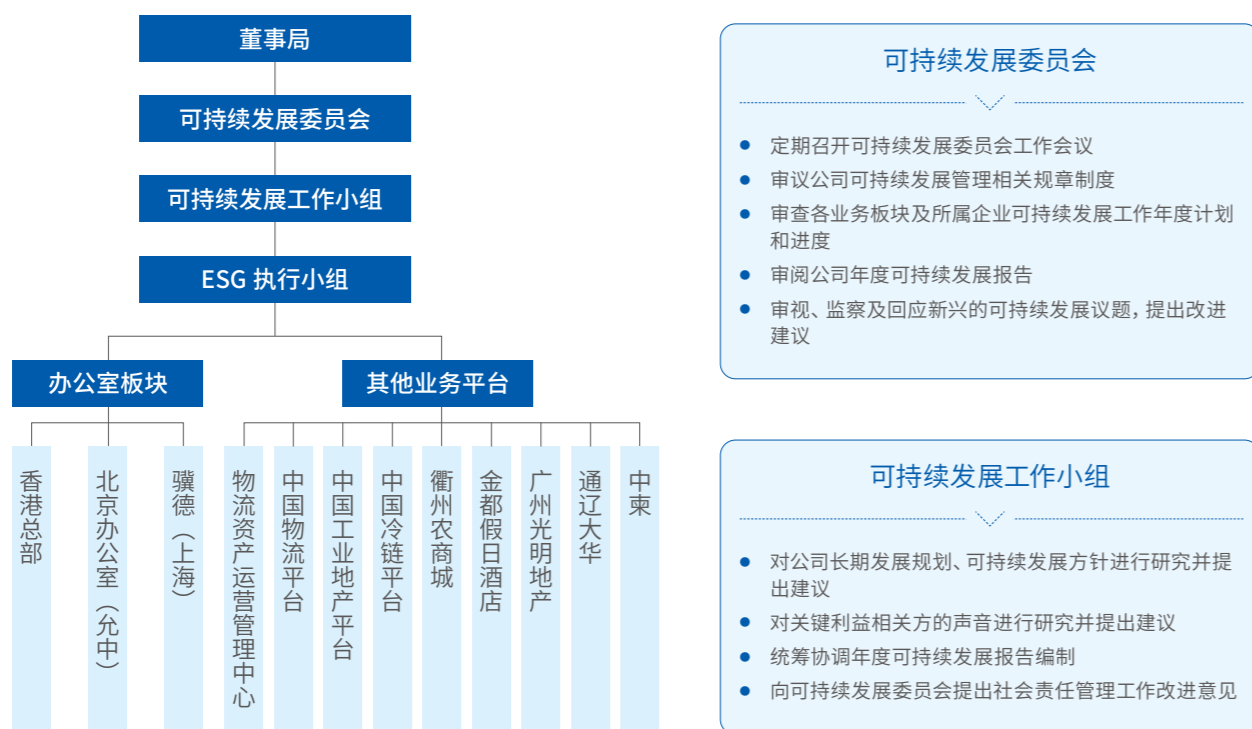 董事局
可持续发展委员会
可持续发展工作小组
ESG 执行小组
办公室板块
其他业务平台
香港总部
北京办公室（允中）
骥德（上海）
物流资产运营管理中心
中国物流平台
中国工业地产平台
中国冷链平台
衢州农商城
金都假日酒店
广州光明地产
通辽大华
中柬
可持续发展委员会
定期召开可持续发展委员会工作会议
审议公司可持续发展管理相关规章制度
审查各业务板块及所属企业可持续发展工作年度计划
和进度
审阅公司年度可持续发展报告
审视、监察及回应新兴的可持续发展议题，提出改进
建议
可持续发展工作小组
对公司长期发展规划、可持续发展方针进行研究并提
出建议
对关键利益相关方的声音进行研究并提出建议
统筹协调年度可持续发展报告编制
向可持续发展委员会提出社会责任管理工作改进意见